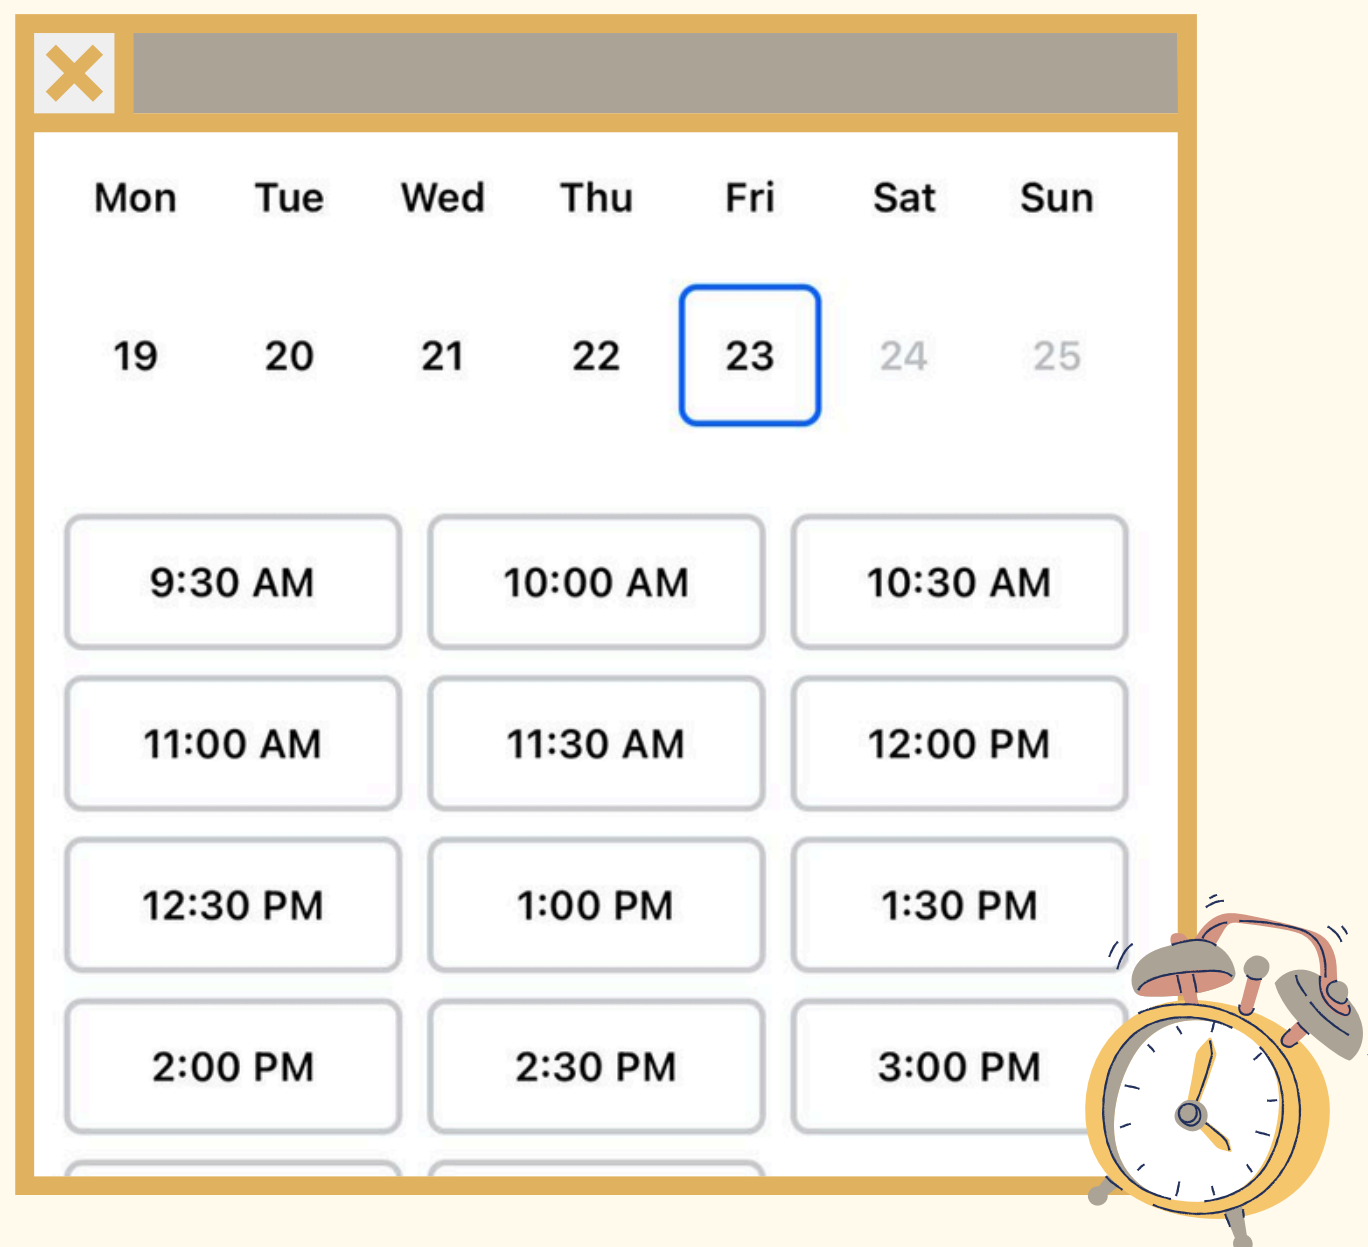 Mon Tue Wed Thu Fri Sat Sun
19 20 21 22 23 24 25
9:30 AM 10:00 AM 10:30 AM
11:00 AM 11:30 AM 12:00 PM
12:30 PM 1:00 PM 1:30 PM
2:00 PM 2:30 PM 3:00 PM